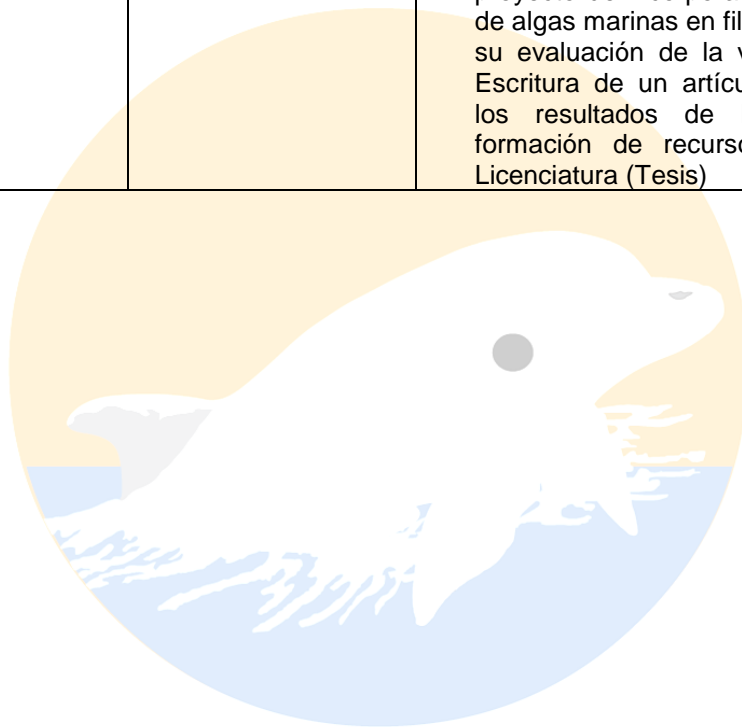 de algas marinas en fil
su evaluación de la v
Escritura de un artícu
los resultados de
formación de recurso
Licenciatura (Tesis)